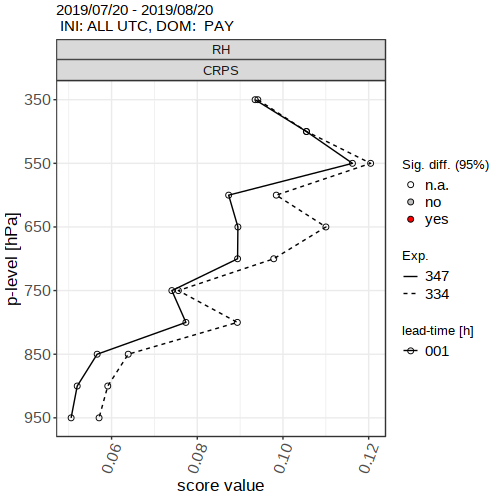 2019/07/20 - 2019/08/20
INI: ALL UTC, DOM: PAY
RH
CRPS
350
550
650
750
850
950
p-level [hPa]
0.06
0.08
0.10
0.12
score value
Sig. diff. (95%)
n.a.
no
yes
Exp.
347
334
lead-time [h]
001